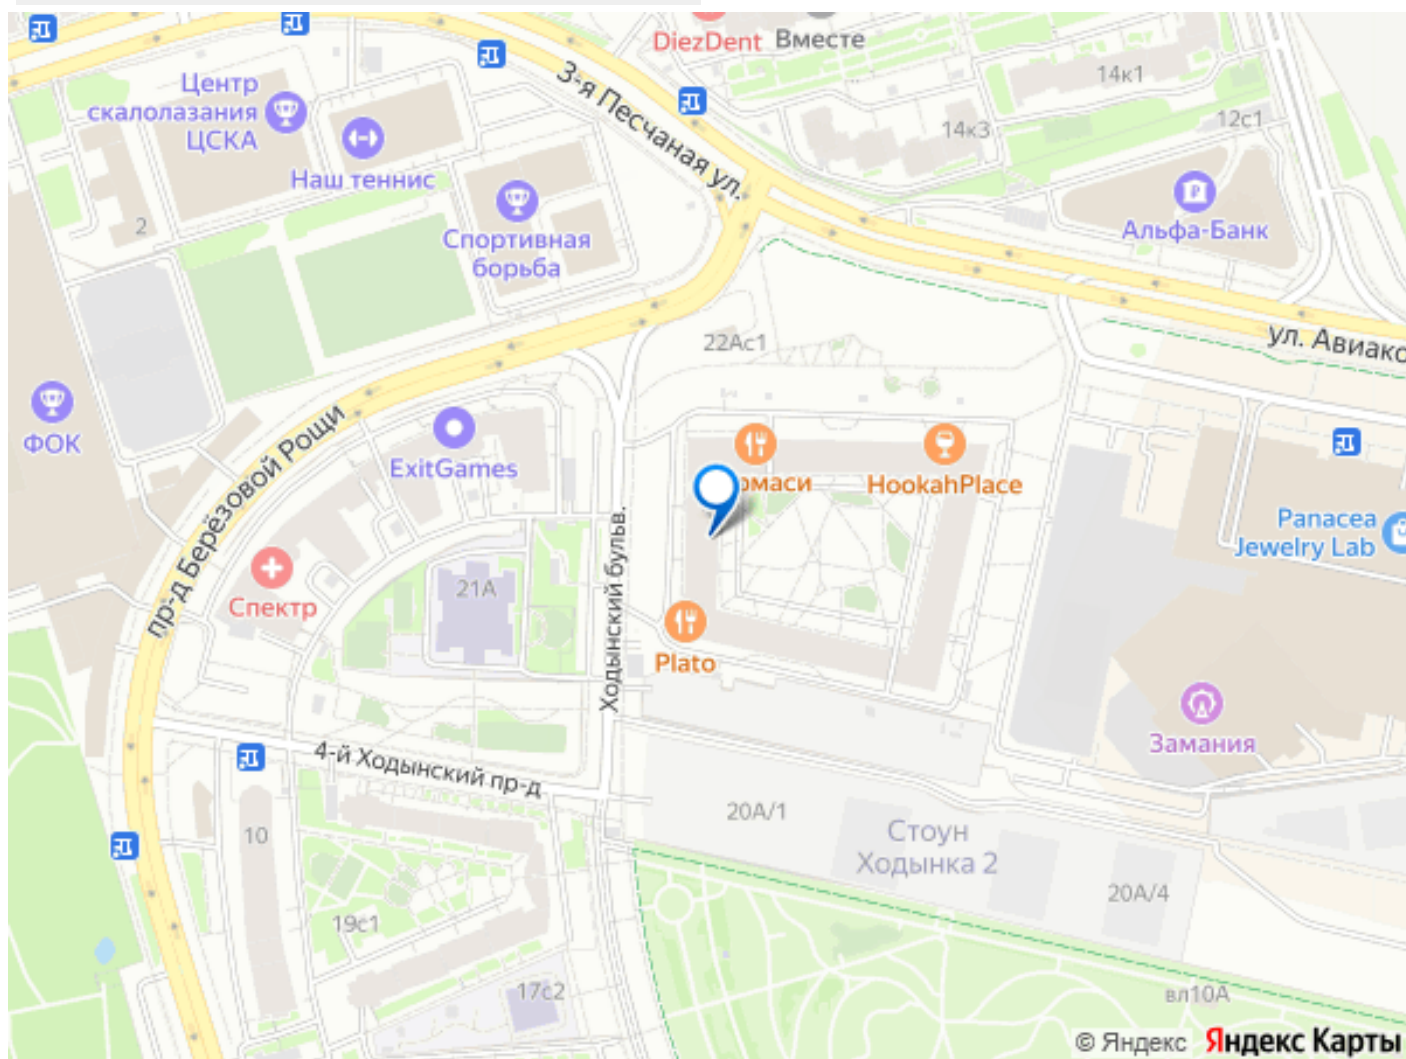 DiezDent
Вместе
14к1
Центр
скалолазания
ЦСКА
3-я Песчаная ул.
14к3
12с1
Наш теннис
2
Спортивная
борьба
Альфа-Банк
22Ас1
ул. Авиако
ФОК
пр-д Берёзовой Рощи
ExitGames
омаси
HookahPlace
Panacea
Jewelry Lab
Ходынский бульв.
Спектр
21А
Plato
Замания
4-й Ходынский пр-д
20А/1
Стоун
Ходынка 2
10
20А/4
19с1
17с2
вл10А
© Яндекс Яндекс Карты